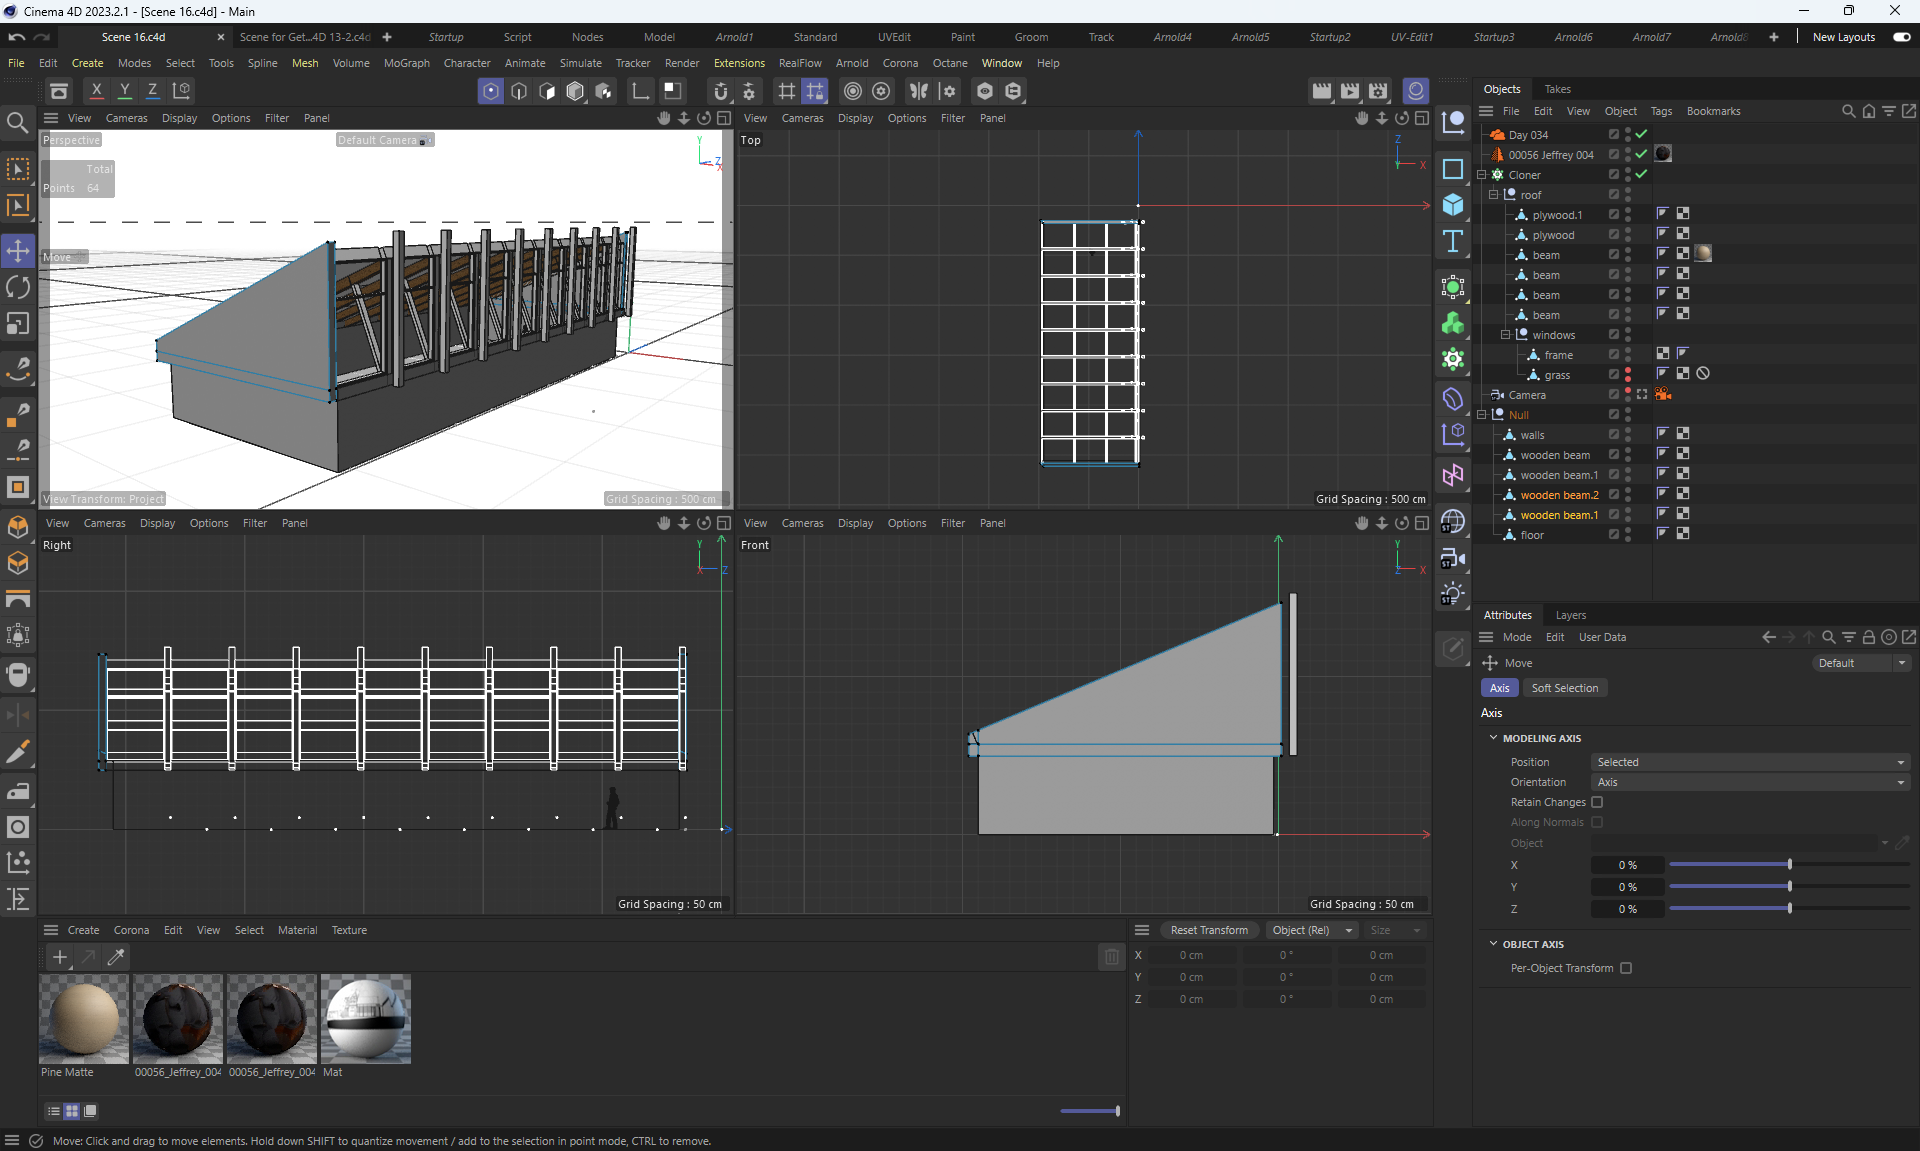 Cinema 4D 2023.2.1 - [Scene 16.c4d] - Main
Scene 16.c4d × Scene for Get...4D 13-2.c4d + Startup Script Nodes Model Arnold1 Standard UVEdit Paint Groom Track Arnold4 Arnold5 Startup2 UV-Edit1 Startup3 Arnold6 Arnold7 Arnold8 + New Layouts
File Edit Create Modes Select Tools Spline Mesh Volume MoGraph Character Animate Simulate Tracker Render Extensions RealFlow Arnold Corona Octane Window Help
X Y Z
View Cameras Display Options Filter Panel
Perspective
Default Camera
Total
Points 64
Move
View Transform: Project
Grid Spacing : 500 cm
View Cameras Display Options Filter Panel
Top
Grid Spacing : 500 cm
View Cameras Display Options Filter Panel
Right
Grid Spacing : 50 cm
View Cameras Display Options Filter Panel
Front
Grid Spacing : 50 cm
Objects Takes
File Edit View Object Tags Bookmarks
Day 034
00056 Jeffrey 004
Cloner
roof
plywood.1
plywood
beam
beam
beam
beam
windows
frame
grass
Camera
Null
walls
wooden beam
wooden beam.1
wooden beam.2
wooden beam.1
floor
Attributes Layers
Mode Edit User Data
Move
Default
Axis Soft Selection
Axis
MODELING AXIS
Position Selected
Orientation Axis
Retain Changes
Along Normals
Object
X 0 %
Y 0 %
Z 0 %
OBJECT AXIS
Per-Object Transform
Create Corona Edit View Select Material Texture
Pine Matte 00056_Jeffrey_004 00056_Jeffrey_004 Mat
Reset Transform Object (Rel) Size
X 0 cm 0 ° 0 cm
Y 0 cm 0 ° 0 cm
Z 0 cm 0 ° 0 cm
Move: Click and drag to move elements. Hold down SHIFT to quantize movement / add to the selection in point mode, CTRL to remove.